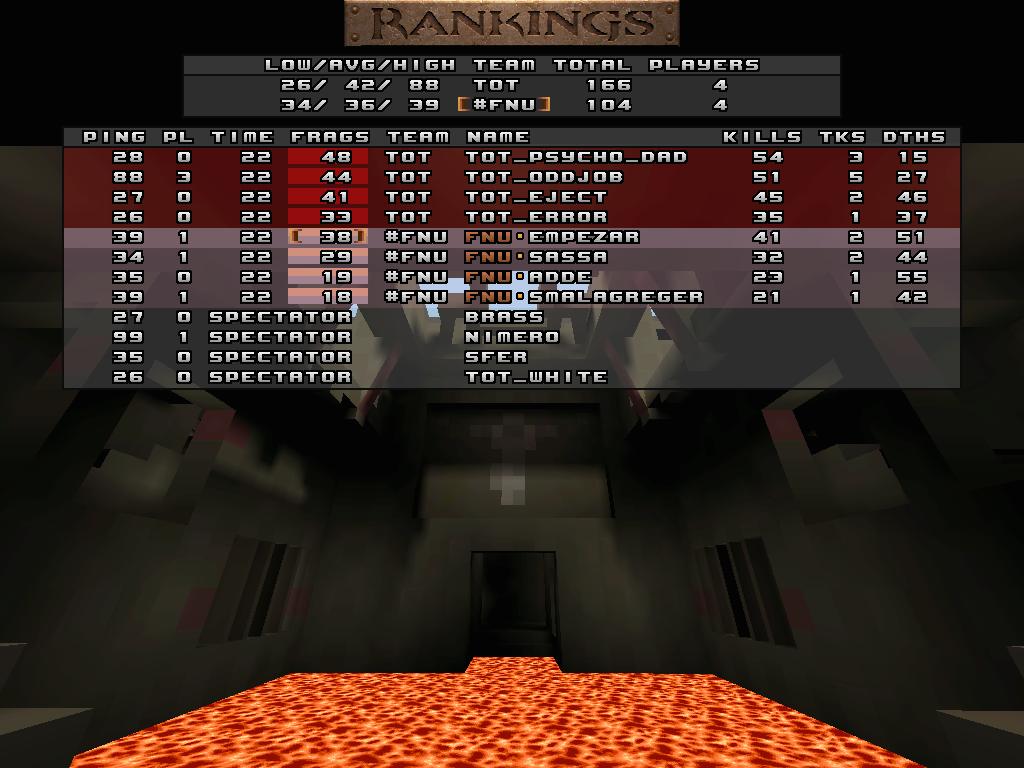 RANKINGS
LOW/AVG/HIGH TEAM TOTAL PLAYERS
26/ 42/ 88 TOT 166 4
34/ 36/ 39 [#FNU] 104 4
PING PL TIME FRAGS TEAM NAME KILLS TKS DTHS
28 0 22 48 TOT TOT_PSYCHO_DAD 54 3 15
88 3 22 44 TOT TOT_ODDJOB 51 5 27
27 0 22 41 TOT TOT_EJECT 45 2 46
26 0 22 33 TOT TOT_ERROR 35 1 37
39 1 22 [38] #FNU FNU·EMPEZAR 41 2 51
34 1 22 29 #FNU FNU·SASSA 32 2 44
35 0 22 19 #FNU FNU·ADDE 23 1 55
39 1 22 18 #FNU FNU·SMALAGREGER 21 1 42
27 0 SPECTATOR BRASS
99 1 SPECTATOR NIMERO
35 0 SPECTATOR SFER
26 0 SPECTATOR TOT_WHITE